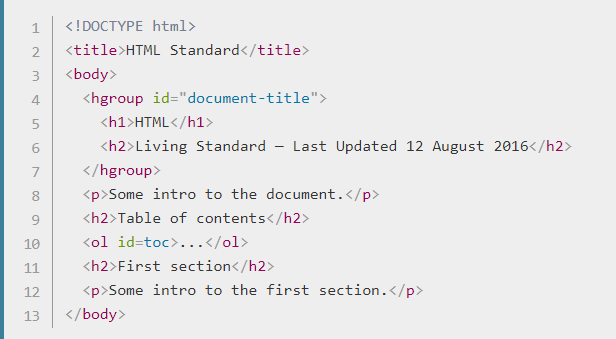 1 <!DOCTYPE html>
2 <title>HTML Standard</title>
3 <body>
4   <hgroup id="document-title">
5     <h1>HTML</h1>
6     <h2>Living Standard — Last Updated 12 August 2016</h2>
7   </hgroup>
8   <p>Some intro to the document.</p>
9   <h2>Table of contents</h2>
10   <ol id=toc>...</ol>
11   <h2>First section</h2>
12   <p>Some intro to the first section.</p>
13 </body>